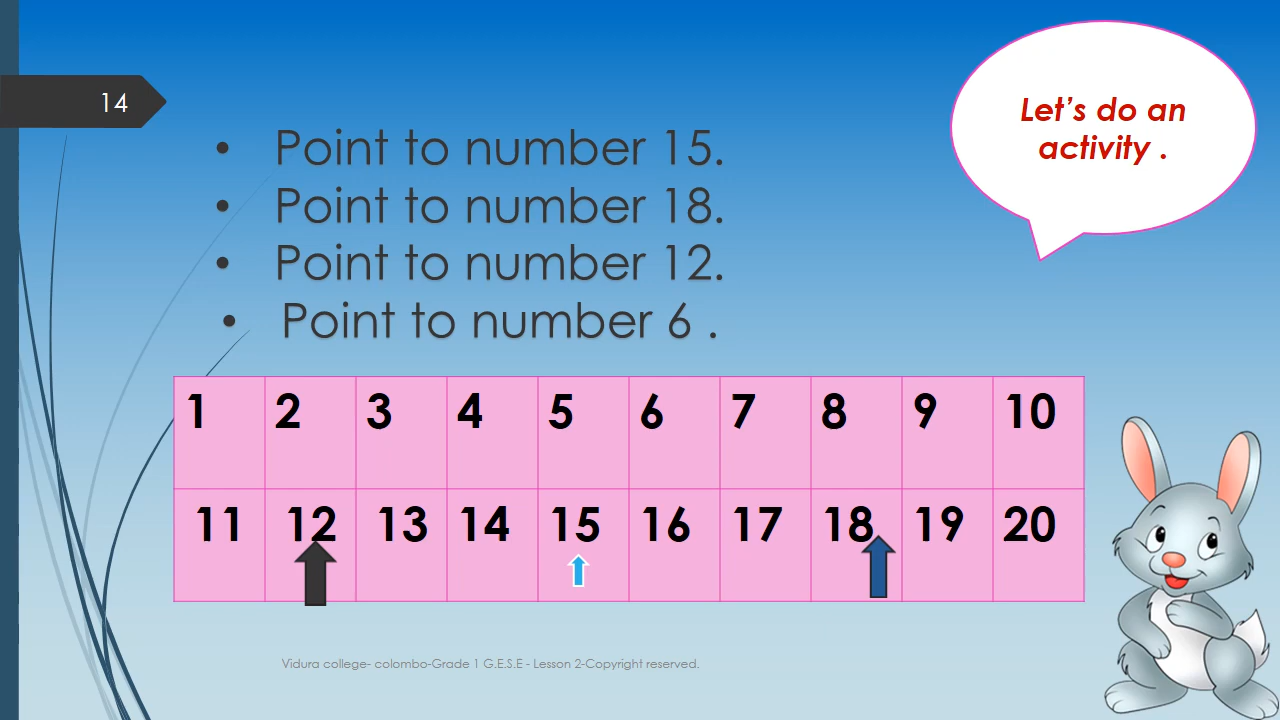 14
Let's do an
activity .
• Point to number 15.
• Point to number 18.
• Point to number 12.
• Point to number 6 .
1 2 3 4 5 6 7 8 9 10
11 12 13 14 15 16 17 18 19 20
Vidura college- colombo-Grade 1 G.E.S.E - Lesson 2-Copyright reserved.